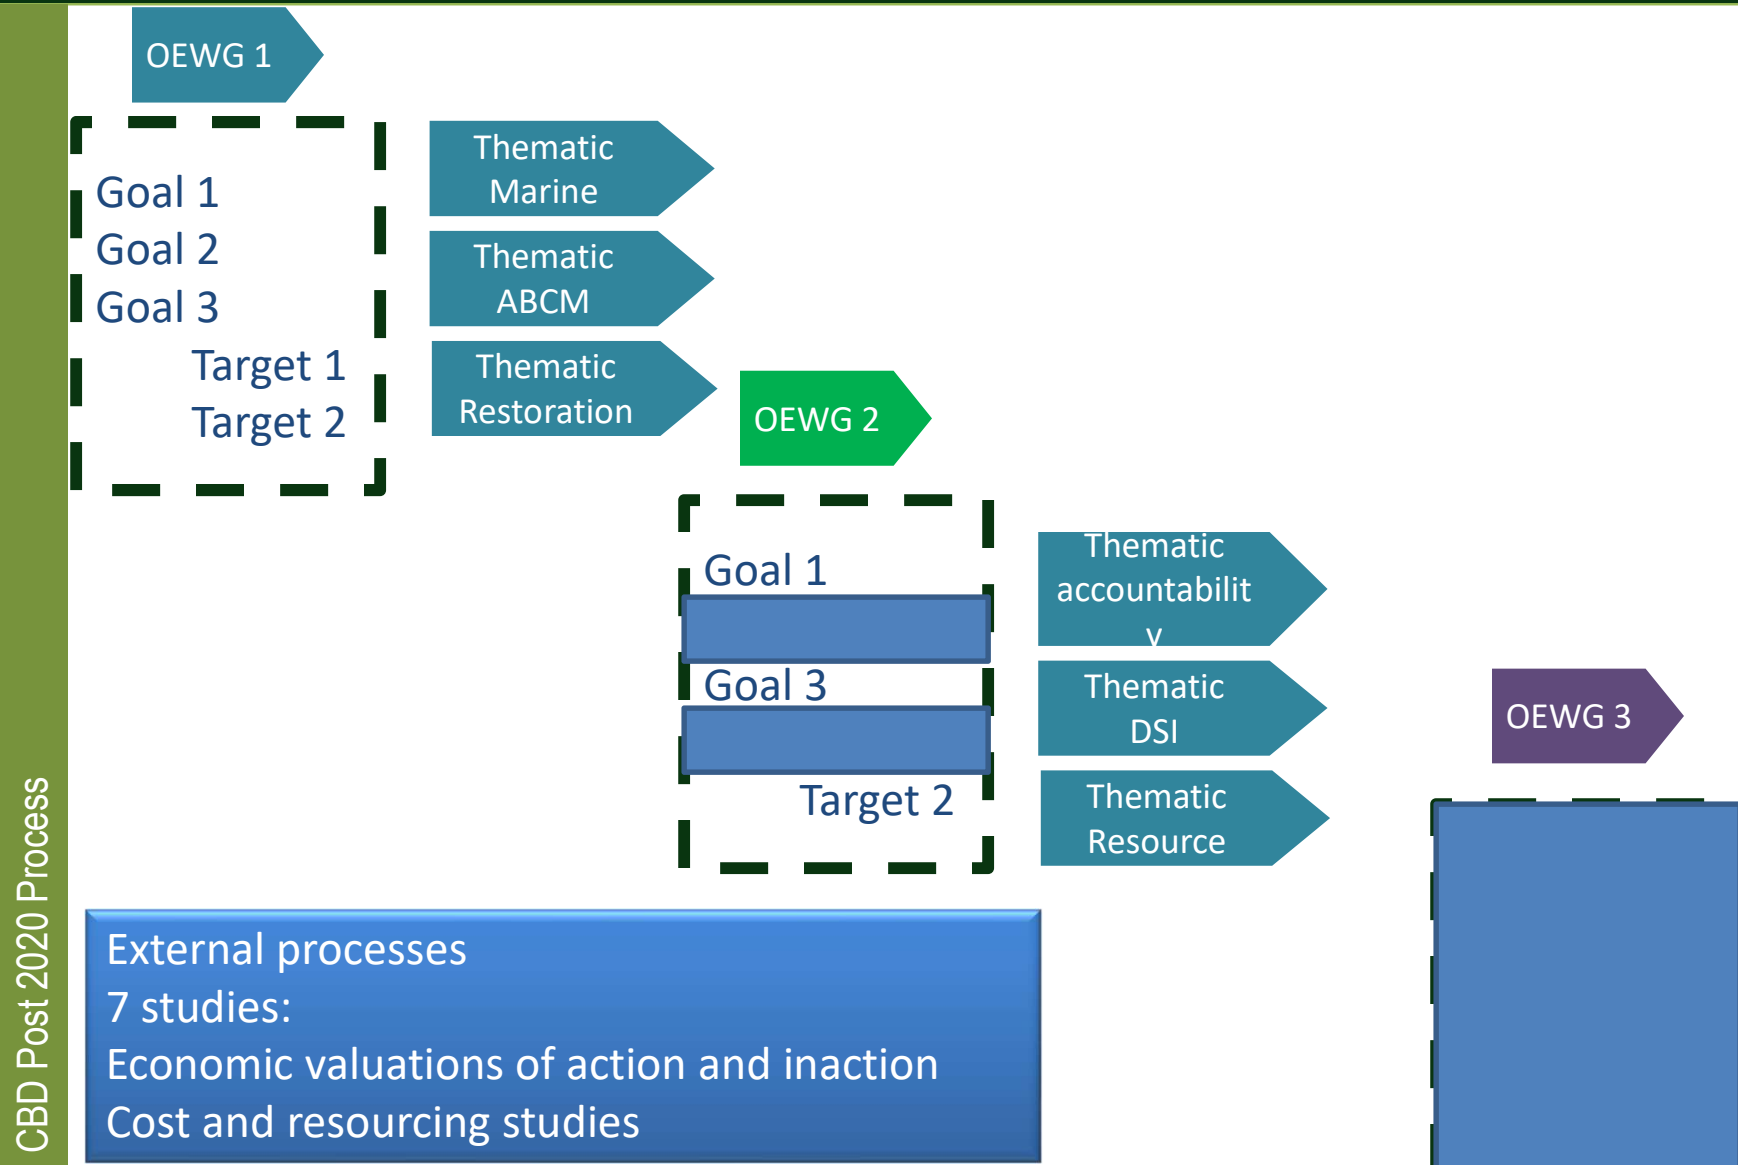 OEWG 1
Goal 1
Goal 2
Goal 3
Target 1
Target 2
Thematic
Marine
Thematic
ABCM
Thematic
Restoration
OEWG 2
Goal 1
Goal 3
Target 2
Thematic
accountabilit
y
Thematic
DSI
Thematic
Resource
OEWG 3
External processes
7 studies:
Economic valuations of action and inaction
Cost and resourcing studies
CBD Post 2020 Process